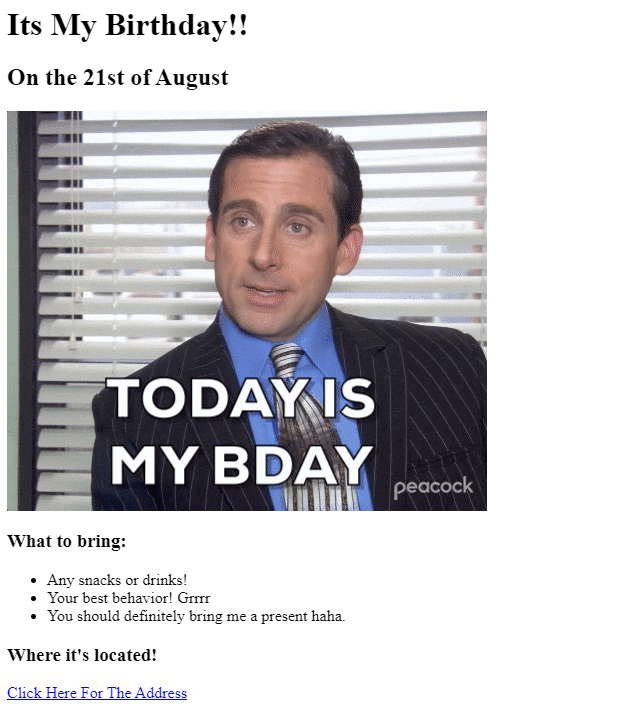 Its My Birthday!!
On the 21st of August
TODAY IS
MY BDAY
peacock
What to bring:
Any snacks or drinks!
Your best behavior! Grrrr
You should definitely bring me a present haha.
Where it's located!
Click Here For The Address